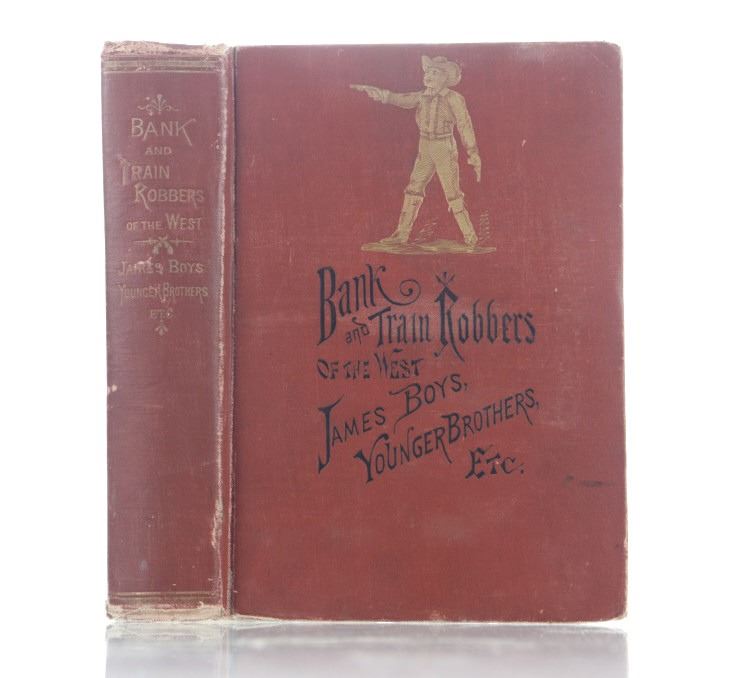 BANK
AND
TRAIN
ROBBERS
OF THE WEST
JAMES BOYS
YOUNGER BROTHERS
ETC
Bank
and Train Robbers
OF THE WEST
JAMES BOYS,
YOUNGER BROTHERS,
ETC.